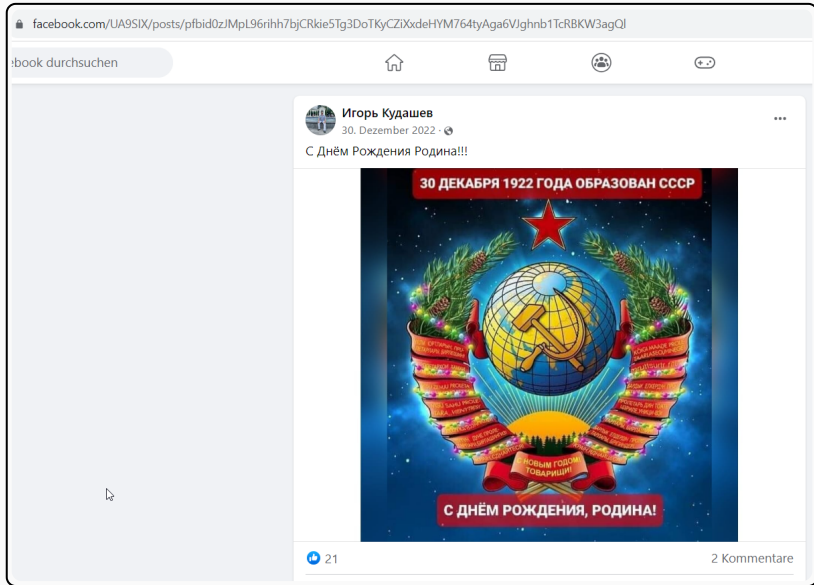 facebook.com/UA9SIX/posts/pfbid0zJMpL96rihh7bjCRkie5Tg3DoTKyCZiXxdeHYM764tyAga6VJghnb1TcRBKW3agQl
ebook durchsuchen
Игорь Кудашев
30. Dezember 2022 ·
С Днём Рождения Родина!!!
30 ДЕКАБРЯ 1922 ГОДА ОБРАЗОВАН СССР
С НОВЫМ ГОДОМ
ТОВАРИЩИ!
С ДНЁМ РОЖДЕНИЯ, РОДИНА!
21
2 Kommentare